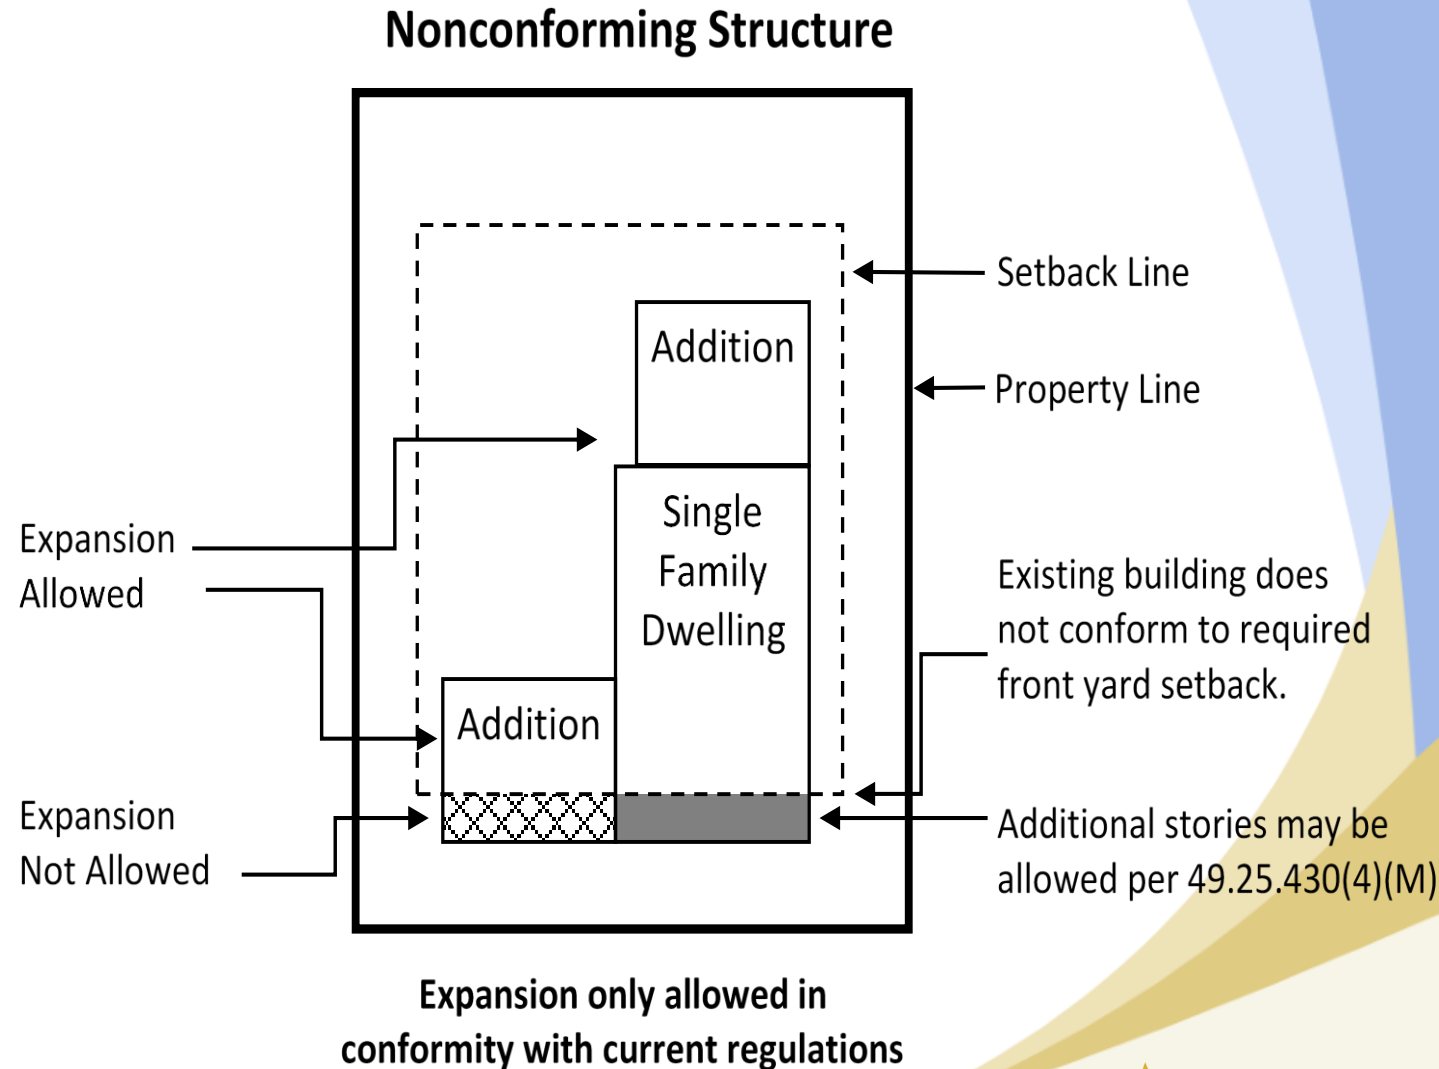 Nonconforming Structure
Setback Line
Addition
Property Line
Single
Family
Dwelling
Expansion
Allowed
Existing building does
not conform to required
front yard setback.
Addition
Expansion
Not Allowed
Additional stories may be
allowed per 49.25.430(4)(M)
Expansion only allowed in
conformity with current regulations